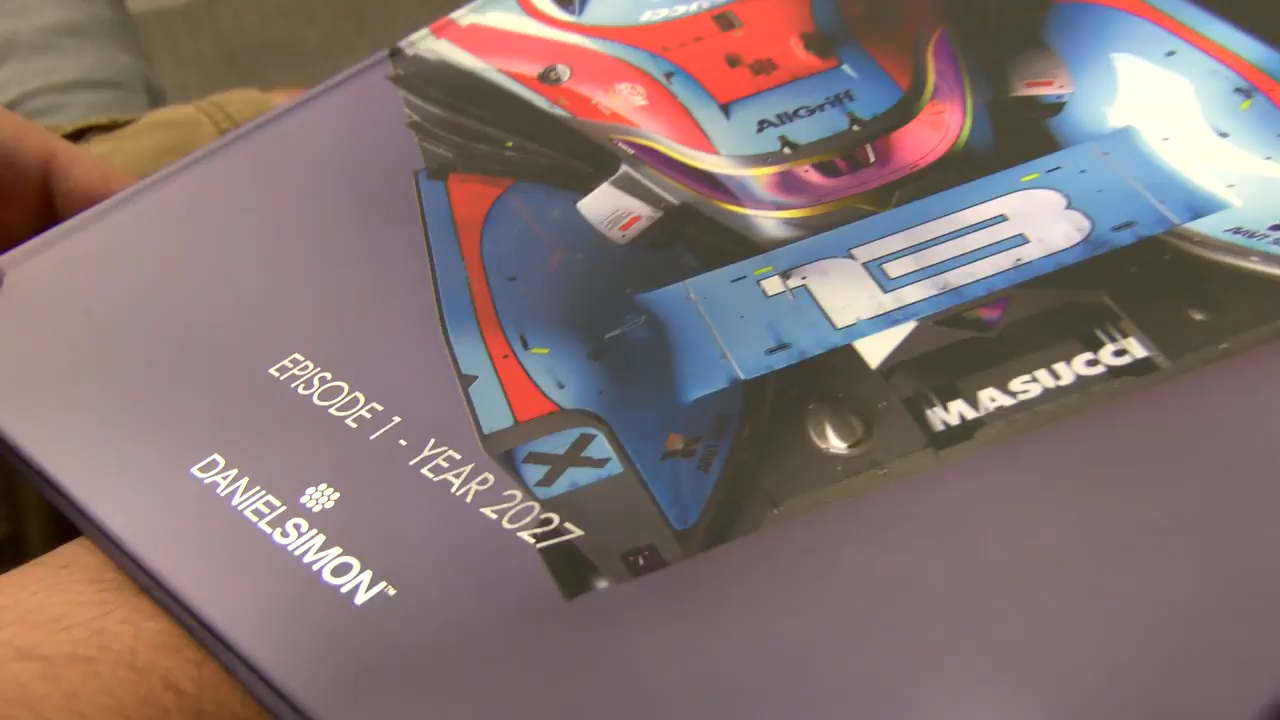 AllGriff
13
MASUCCI
X
EPISODE 1 - YEAR 2027
DANIELSIMON™